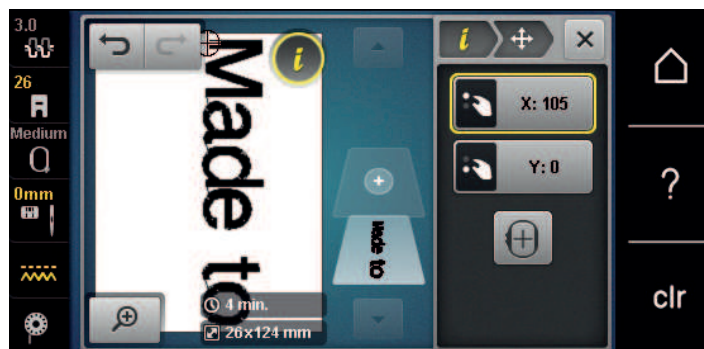 3.0
26
Medium
0mm
Made to
i
4 min.
26x124 mm
Made to
i
X: 105
Y: 0
?
clr